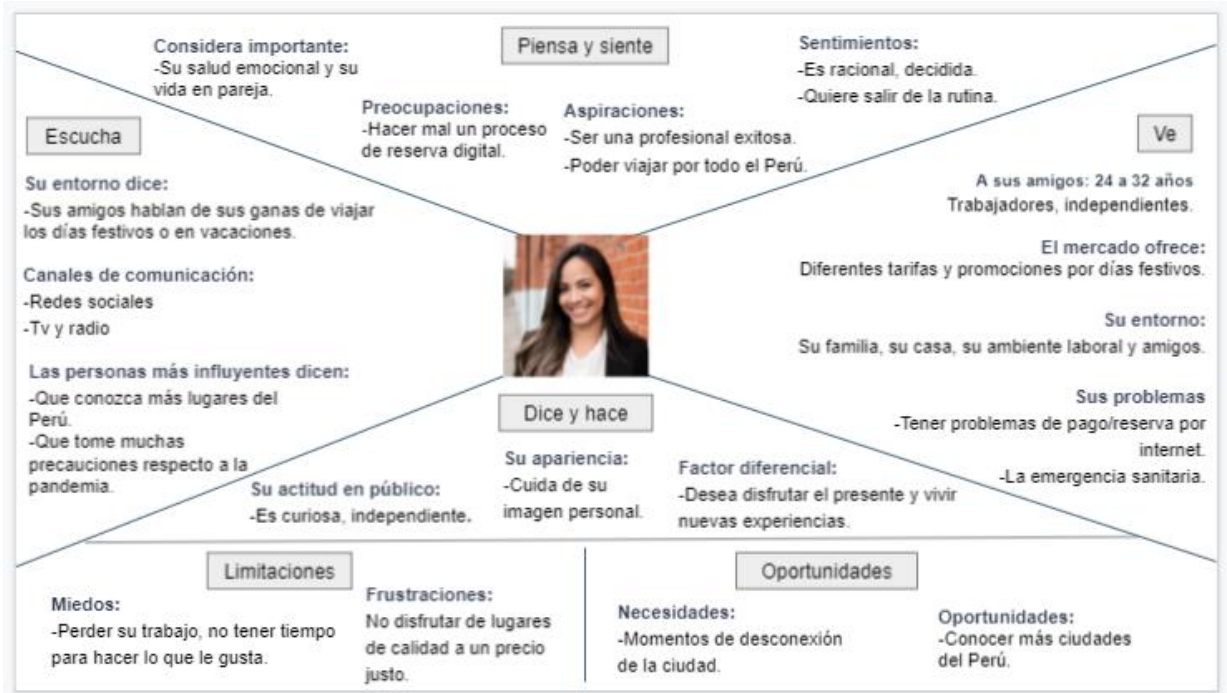 Piensa y siente
Considera importante:
-Su salud emocional y su
vida en pareja.
Preocupaciones:
-Hacer mal un proceso
de reserva digital.
Aspiraciones:
-Ser una profesional exitosa.
-Poder viajar por todo el Perú.
Sentimientos:
-Es racional, decidida.
-Quiere salir de la rutina.
Escucha
Su entorno dice:
-Sus amigos hablan de sus ganas de viajar
los días festivos o en vacaciones.
Canales de comunicación:
-Redes sociales
-Tv y radio
Las personas más influyentes dicen:
-Que conozca más lugares del
Perú.
-Que tome muchas
precauciones respecto a la
pandemia.
Ve
A sus amigos: 24 a 32 años
Trabajadores, independientes.
El mercado ofrece:
Diferentes tarifas y promociones por días festivos.
Su entorno:
Su familia, su casa, su ambiente laboral y amigos.
Sus problemas
-Tener problemas de pago/reserva por
internet.
-La emergencia sanitaria.
Dice y hace
Su actitud en público:
-Es curiosa, independiente.
Su apariencia:
-Cuida de su
imagen personal.
Factor diferencial:
-Desea disfrutar el presente y vivir
nuevas experiencias.
Limitaciones
Miedos:
-Perder su trabajo, no tener tiempo
para hacer lo que le gusta.
Frustraciones:
No disfrutar de lugares
de calidad a un precio
justo.
Oportunidades
Necesidades:
-Momentos de desconexión
de la ciudad.
Oportunidades:
-Conocer más ciudades
del Perú.